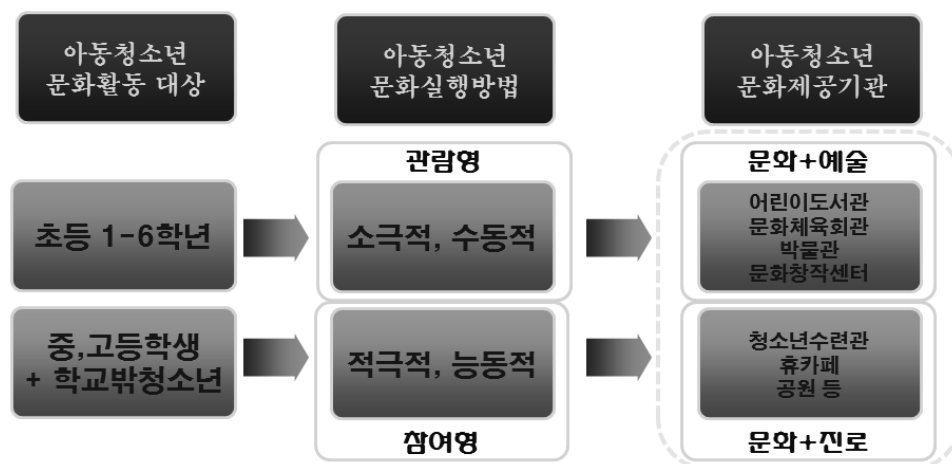 아동청소년
문화활동 대상
아동청소년
문화실행방법
아동청소년
문화제공기관
관람형
문화+예술
초등 1-6학년
소극적, 수동적
어린이도서관
문화체육회관
박물관
문화창작센터
중,고등학생
+ 학교밖청소년
적극적, 능동적
청소년수련관
휴카페
공원 등
참여형
문화+진로